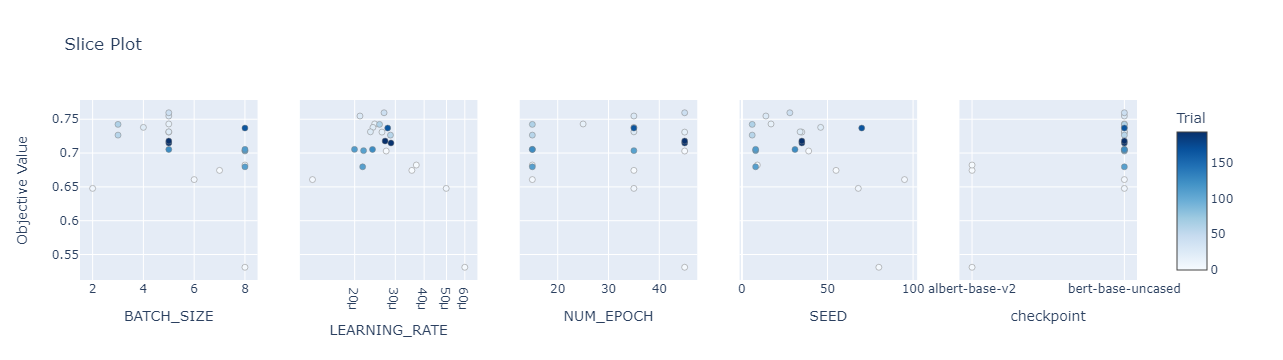 Slice Plot
Objective Value
0.75
0.7
0.65
0.6
0.55
2 4 6 8
BATCH_SIZE
20μ 30μ 40μ 50μ 60μ
LEARNING_RATE
20 30 40
NUM_EPOCH
0 50 100
SEED
albert-base-v2 bert-base-uncased
checkpoint
Trial
150
100
50
0